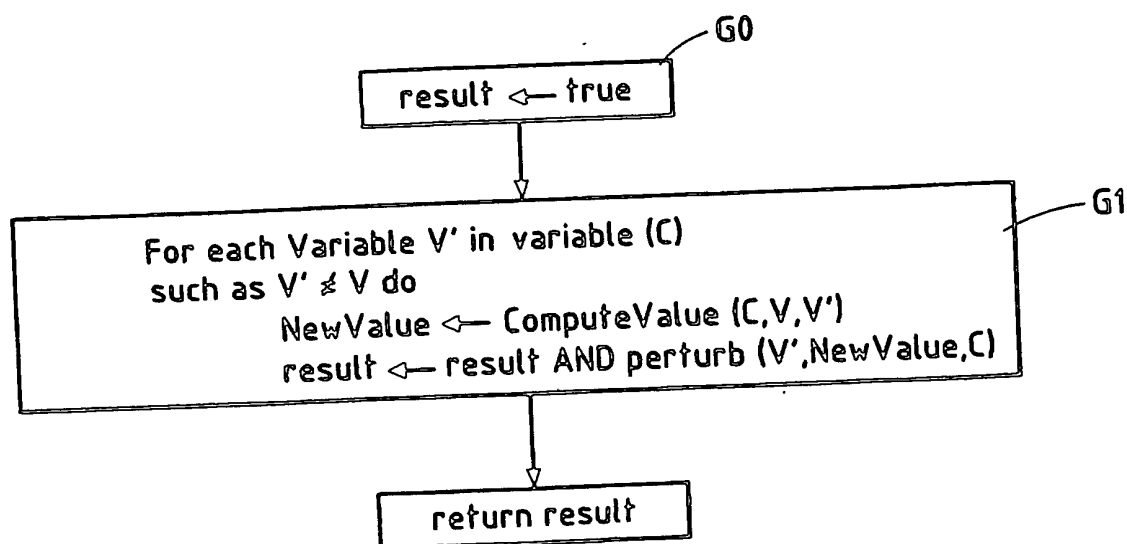 G0
result ← true
G1
For each Variable V' in variable (C)
such as V' ≠ V do
NewValue ← ComputeValue (C,V,V')
result ← result AND perturb (V',NewValue,C)
return result